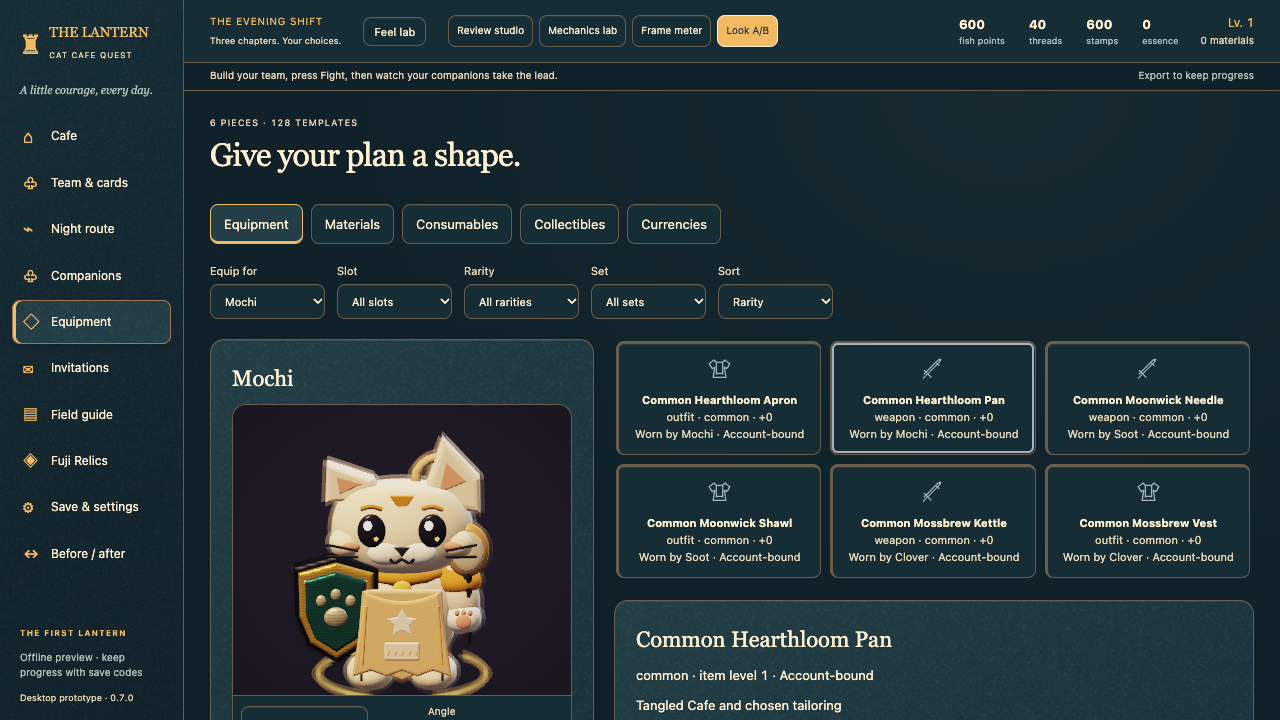 THE LANTERN
CAT CAFE QUEST
A little courage, every day.
Cafe
Team & cards
Night route
Companions
Equipment
Invitations
Field guide
Fuji Relics
Save & settings
Before / after
THE FIRST LANTERN
Offline preview · keep
progress with save codes
Desktop prototype · 0.7.0
THE EVENING SHIFT
Three chapters. Your choices.
Feel lab
Review studio
Mechanics lab
Frame meter
Look A/B
600
fish points
40
threads
600
stamps
0
essence
Lv. 1
0 materials
Build your team, press Fight, then watch your companions take the lead.
Export to keep progress
6 PIECES · 128 TEMPLATES
Give your plan a shape.
Equipment
Materials
Consumables
Collectibles
Currencies
Equip for
Slot
Rarity
Set
Sort
Mochi
All slots
All rarities
All sets
Rarity
Mochi
Angle
Common Hearthloom Apron
outfit · common · +0
Worn by Mochi · Account-bound
Common Hearthloom Pan
weapon · common · +0
Worn by Mochi · Account-bound
Common Moonwick Needle
weapon · common · +0
Worn by Soot · Account-bound
Common Moonwick Shawl
outfit · common · +0
Worn by Soot · Account-bound
Common Mossbrew Kettle
weapon · common · +0
Worn by Clover · Account-bound
Common Mossbrew Vest
outfit · common · +0
Worn by Clover · Account-bound
Common Hearthloom Pan
common · item level 1 · Account-bound
Tangled Cafe and chosen tailoring